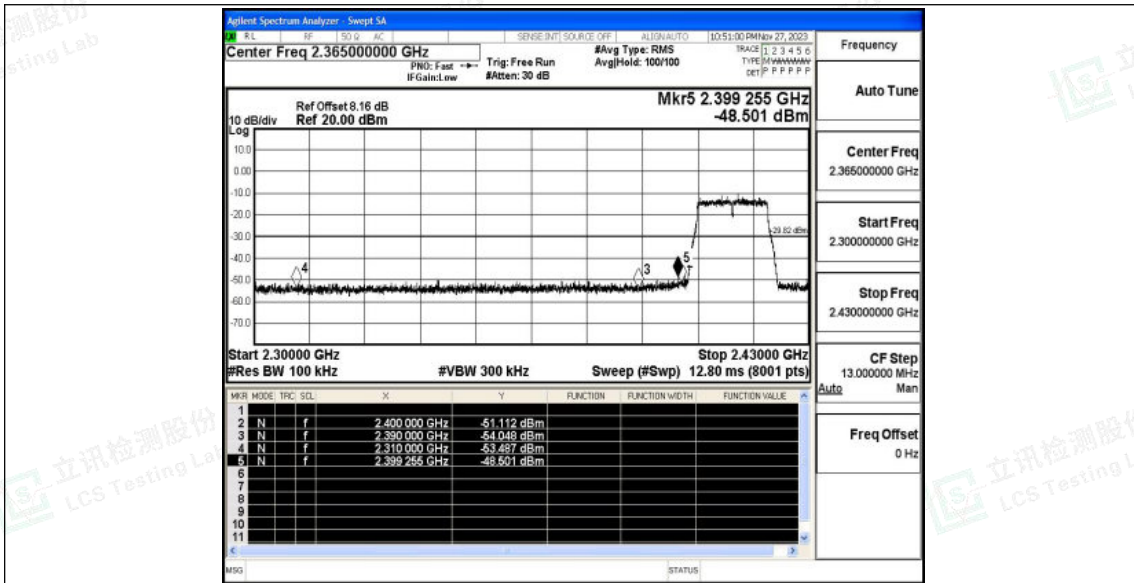 Agilent Spectrum Analyzer - Swept SA
RL RF 50 Ω AC SENSE:INT SOURCE OFF ALIGN AUTO 10:51:00 PM Nov 27, 2023
Center Freq 2.365000000 GHz
PNO: Fast
IFGain:Low
Trig: Free Run
#Atten: 30 dB
#Avg Type: RMS
Avg|Hold: 100/100
TRACE 1 2 3 4 5 6
TYPE M
DET P P P P P P
Ref Offset 8.16 dB
10 dB/div Ref 20.00 dBm
Log
Mkr5 2.399 255 GHz
-48.501 dBm
10.0
0.00
-10.0
-20.0
-30.0
-40.0
-50.0
-60.0
-70.0
-29.82 dBm
4
3
5
Start 2.30000 GHz Stop 2.43000 GHz
#Res BW 100 kHz #VBW 300 kHz Sweep (#Swp) 12.80 ms (8001 pts)
MKR MODE TRC SCL X Y FUNCTION FUNCTION WIDTH FUNCTION VALUE
1
2 N f 2.400 000 GHz -51.112 dBm
3 N f 2.390 000 GHz -54.048 dBm
4 N f 2.310 000 GHz -53.487 dBm
5 N f 2.399 255 GHz -48.501 dBm
6
7
8
9
10
11
MSG STATUS
Frequency
Auto Tune
Center Freq
2.365000000 GHz
Start Freq
2.300000000 GHz
Stop Freq
2.430000000 GHz
CF Step
13.000000 MHz
Auto Man
Freq Offset
0 Hz
立讯检测股份
LCS Testing Lab
立讯检测股份
LCS Testing L